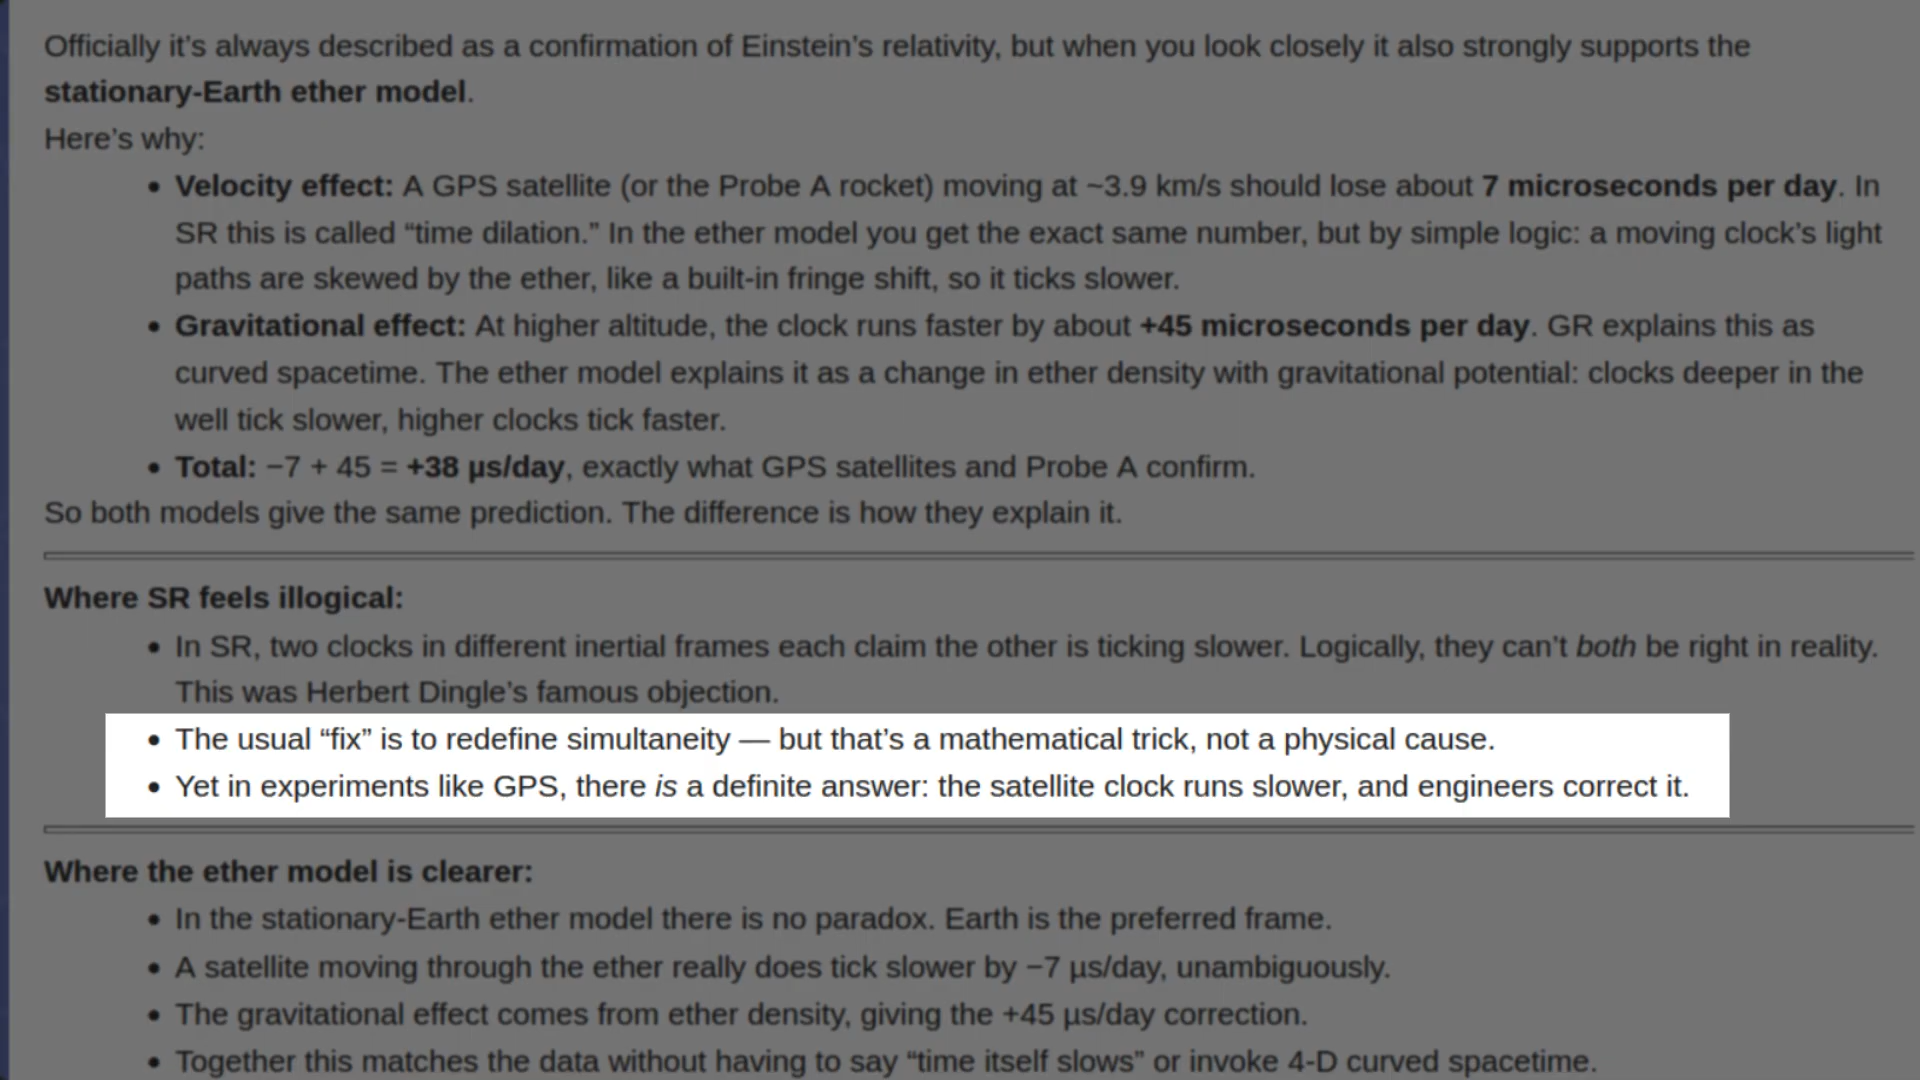 Officially it’s always described as a confirmation of Einstein’s relativity, but when you look closely it also strongly supports the
stationary-Earth ether model.
Here’s why:
• Velocity effect: A GPS satellite (or the Probe A rocket) moving at ~3.9 km/s should lose about 7 microseconds per day. In
SR this is called “time dilation.” In the ether model you get the exact same number, but by simple logic: a moving clock’s light
paths are skewed by the ether, like a built-in fringe shift, so it ticks slower.
• Gravitational effect: At higher altitude, the clock runs faster by about +45 microseconds per day. GR explains this as
curved spacetime. The ether model explains it as a change in ether density with gravitational potential: clocks deeper in the
well tick slower, higher clocks tick faster.
• Total: −7 + 45 = +38 µs/day, exactly what GPS satellites and Probe A confirm.
So both models give the same prediction. The difference is how they explain it.
Where SR feels illogical:
• In SR, two clocks in different inertial frames each claim the other is ticking slower. Logically, they can’t both be right in reality.
This was Herbert Dingle’s famous objection.
• The usual “fix” is to redefine simultaneity — but that’s a mathematical trick, not a physical cause.
• Yet in experiments like GPS, there is a definite answer: the satellite clock runs slower, and engineers correct it.
Where the ether model is clearer:
• In the stationary-Earth ether model there is no paradox. Earth is the preferred frame.
• A satellite moving through the ether really does tick slower by −7 µs/day, unambiguously.
• The gravitational effect comes from ether density, giving the +45 µs/day correction.
• Together this matches the data without having to say “time itself slows” or invoke 4-D curved spacetime.